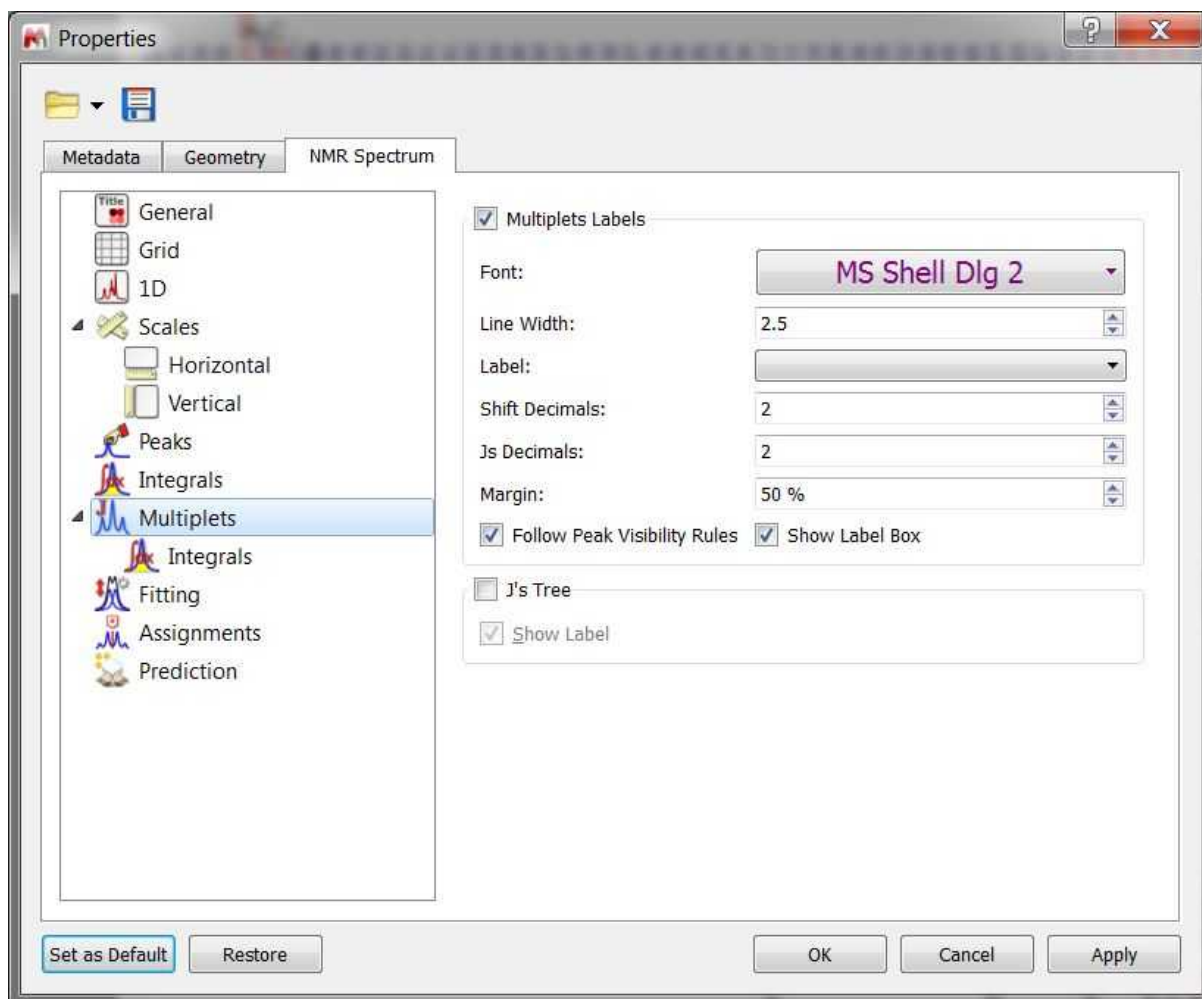 Properties
Metadata
Geometry
NMR Spectrum
Title
General
Grid
1D
Scales
Horizontal
Vertical
Peaks
Integrals
Multiplets
Integrals
Fitting
Assignments
Prediction
Multiplets Labels
Font: MS Shell Dlg 2
Line Width: 2.5
Label:
Shift Decimals: 2
Js Decimals: 2
Margin: 50 %
Follow Peak Visibility Rules Show Label Box
J's Tree
Show Label
Set as Default Restore OK Cancel Apply